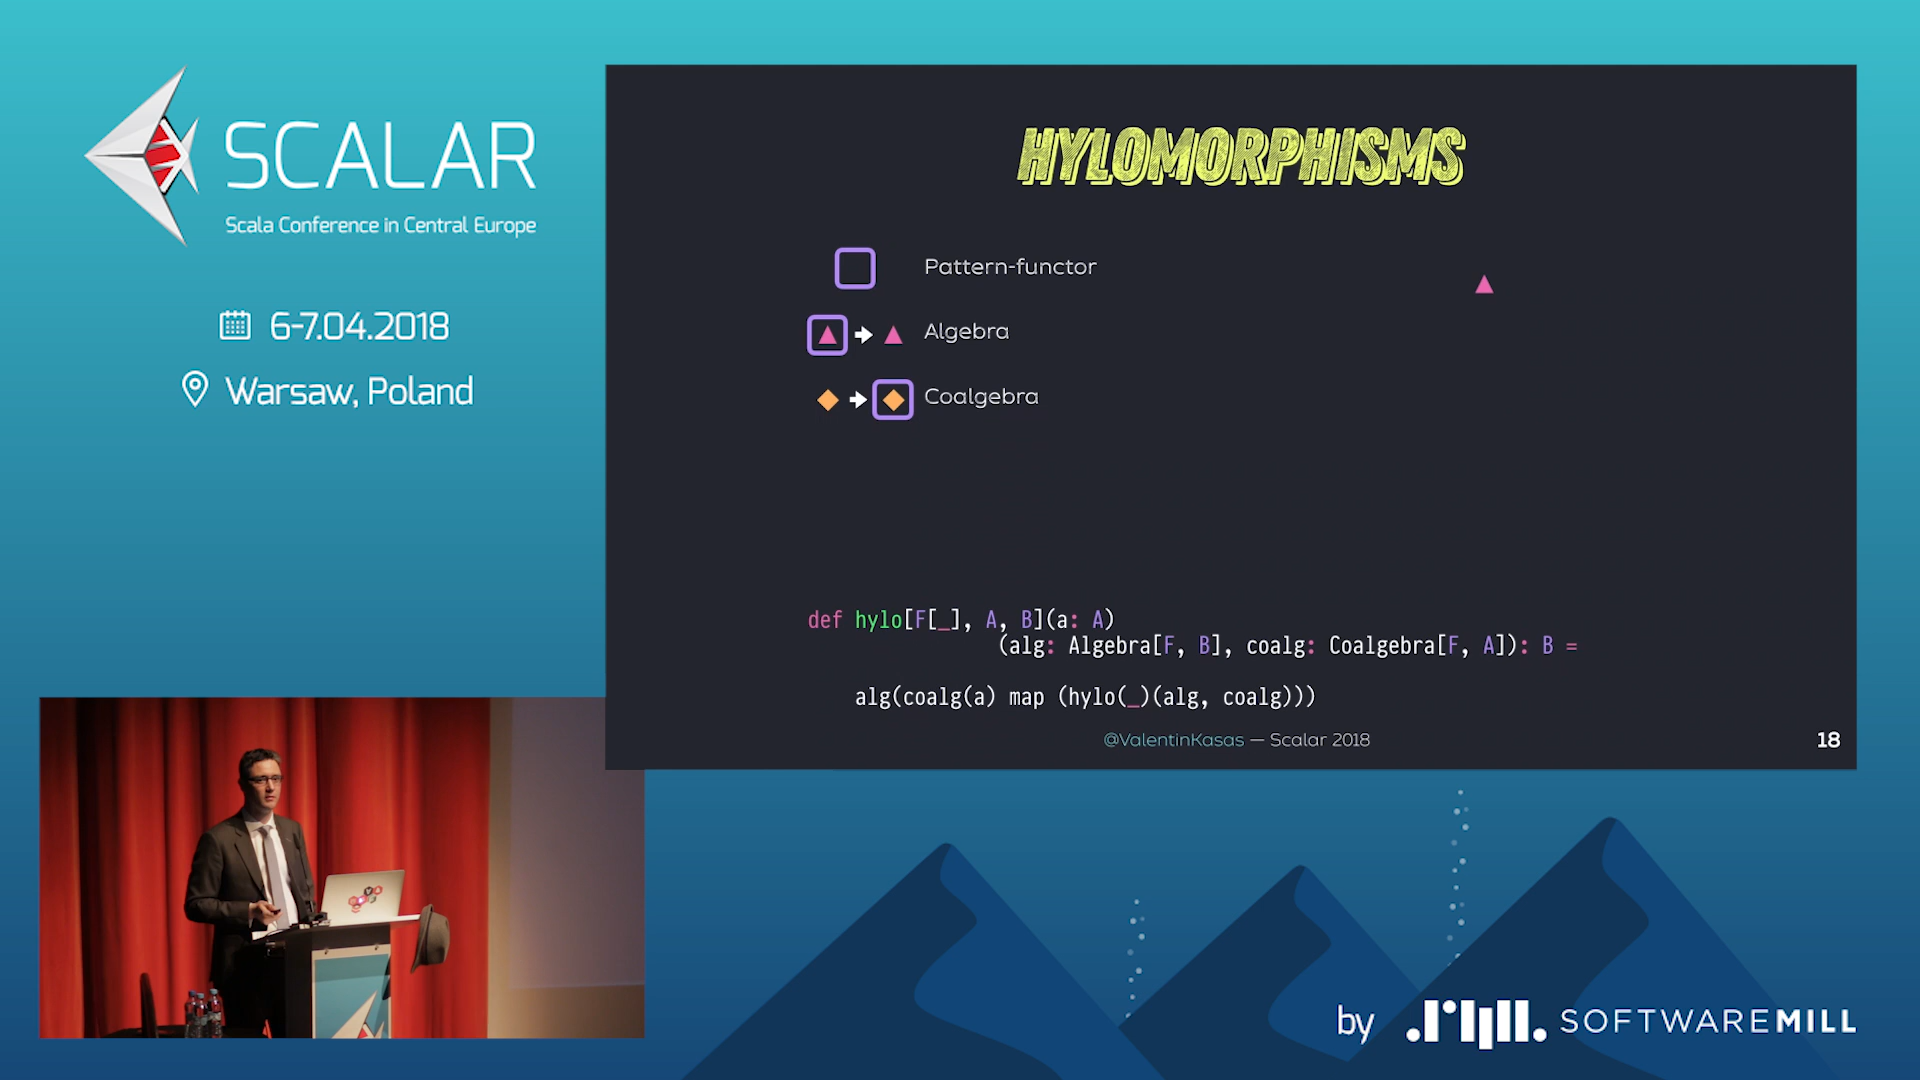 SCALAR
Scala Conference in Central Europe
6-7.04.2018
Warsaw, Poland
HYLOMORPHISMS
Pattern-functor
Algebra
Coalgebra
def hylo[F[_], A, B](a: A)
(alg: Algebra[F, B], coalg: Coalgebra[F, A]): B =
alg(coalg(a) map (hylo(_)(alg, coalg)))
@ValentinKasas — Scalar 2018
18
by SOFTWAREMILL